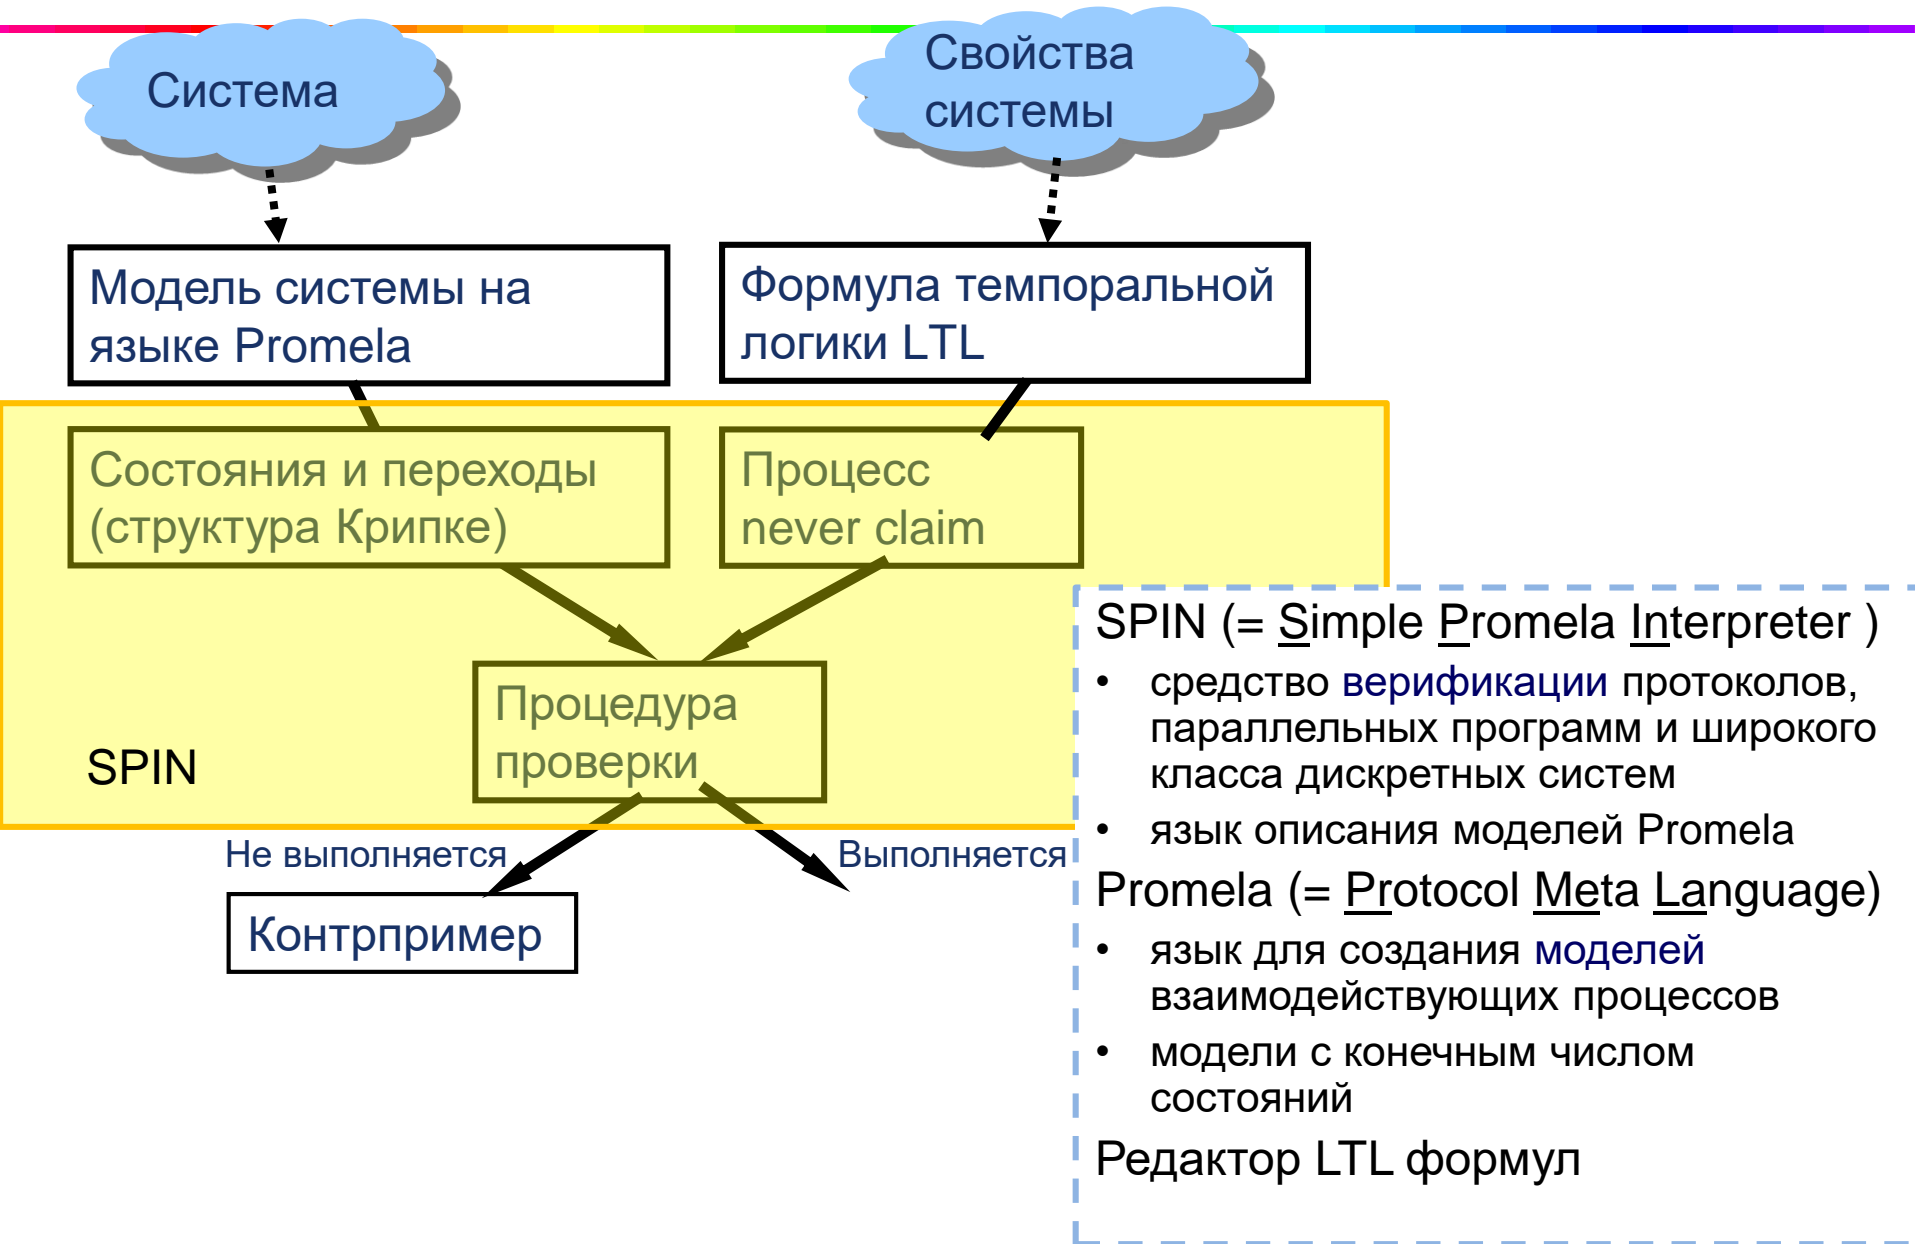 Система
Свойства
системы
Модель системы на
языке Promela
Формула темпоральной
логики LTL
Состояния и переходы
(структура Крипке)
Процесс
never claim
Процедура
проверки
SPIN
Не выполняется
Выполняется
Контрпример
SPIN (= Simple Promela Interpreter )
• средство верификации протоколов,
параллельных программ и широкого
класса дискретных систем
• язык описания моделей Promela
Promela (= Protocol Meta Language)
• язык для создания моделей
взаимодействующих процессов
• модели с конечным числом
состояний
Редактор LTL формул